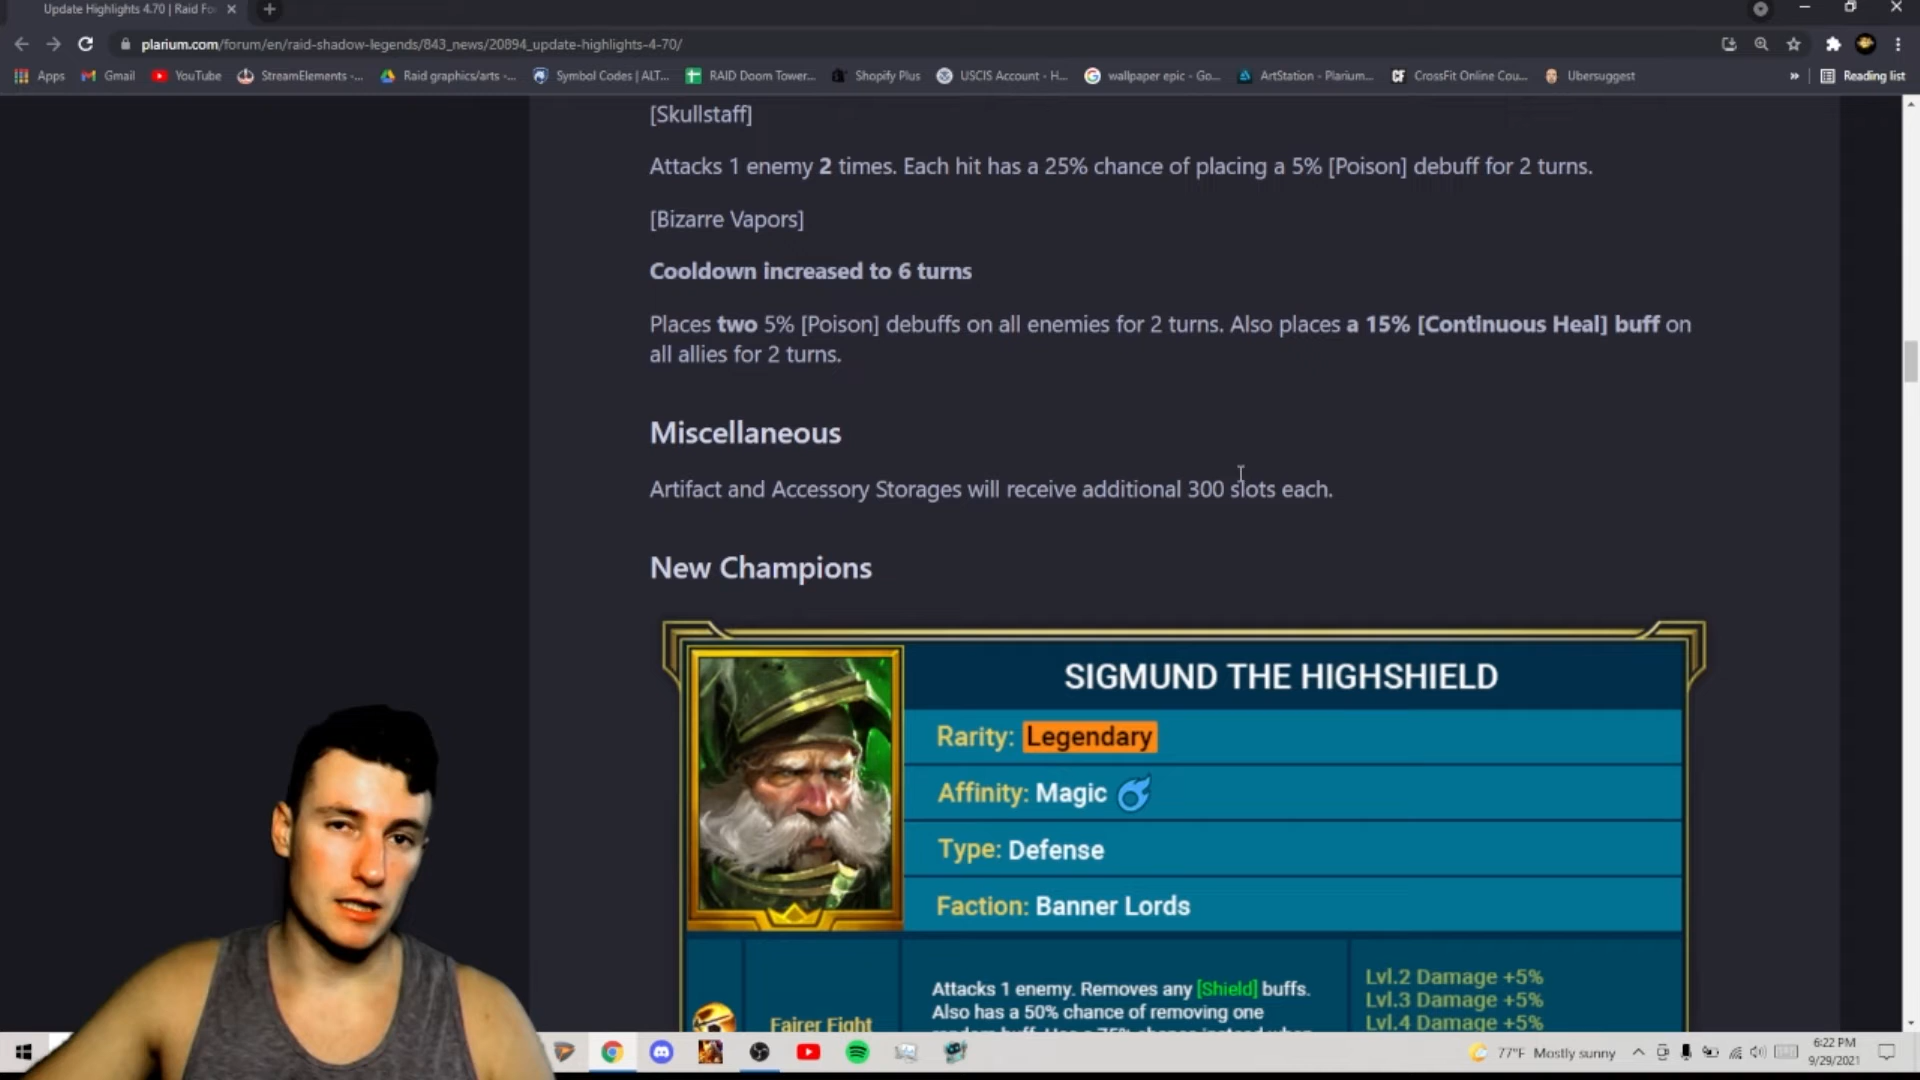 Update Highlights 4.70 | Raid Fo
plarium.com/forum/en/raid-shadow-legends/843_news/20894_update-highlights-4-70/
Apps Gmail YouTube StreamElements -... Raid graphics/arts -... Symbol Codes | ALT... RAID Doom Tower... Shopify Plus USCIS Account - H... wallpaper epic - Go... ArtStation - Plarium... CrossFit Online Cou... Ubersuggest » Reading list
[Skullstaff]
Attacks 1 enemy 2 times. Each hit has a 25% chance of placing a 5% [Poison] debuff for 2 turns.
[Bizarre Vapors]
Cooldown increased to 6 turns
Places two 5% [Poison] debuffs on all enemies for 2 turns. Also places a 15% [Continuous Heal] buff on
all allies for 2 turns.
Miscellaneous
Artifact and Accessory Storages will receive additional 300 slots each.
New Champions
SIGMUND THE HIGHSHIELD
Rarity: Legendary
Affinity: Magic
Type: Defense
Faction: Banner Lords
Fairer Fight
Attacks 1 enemy. Removes any [Shield] buffs.
Also has a 50% chance of removing one
random buff. Has a 75% chance instead when
Lvl.2 Damage +5%
Lvl.3 Damage +5%
Lvl.4 Damage +5%
77°F Mostly sunny
6:22 PM
9/29/2021